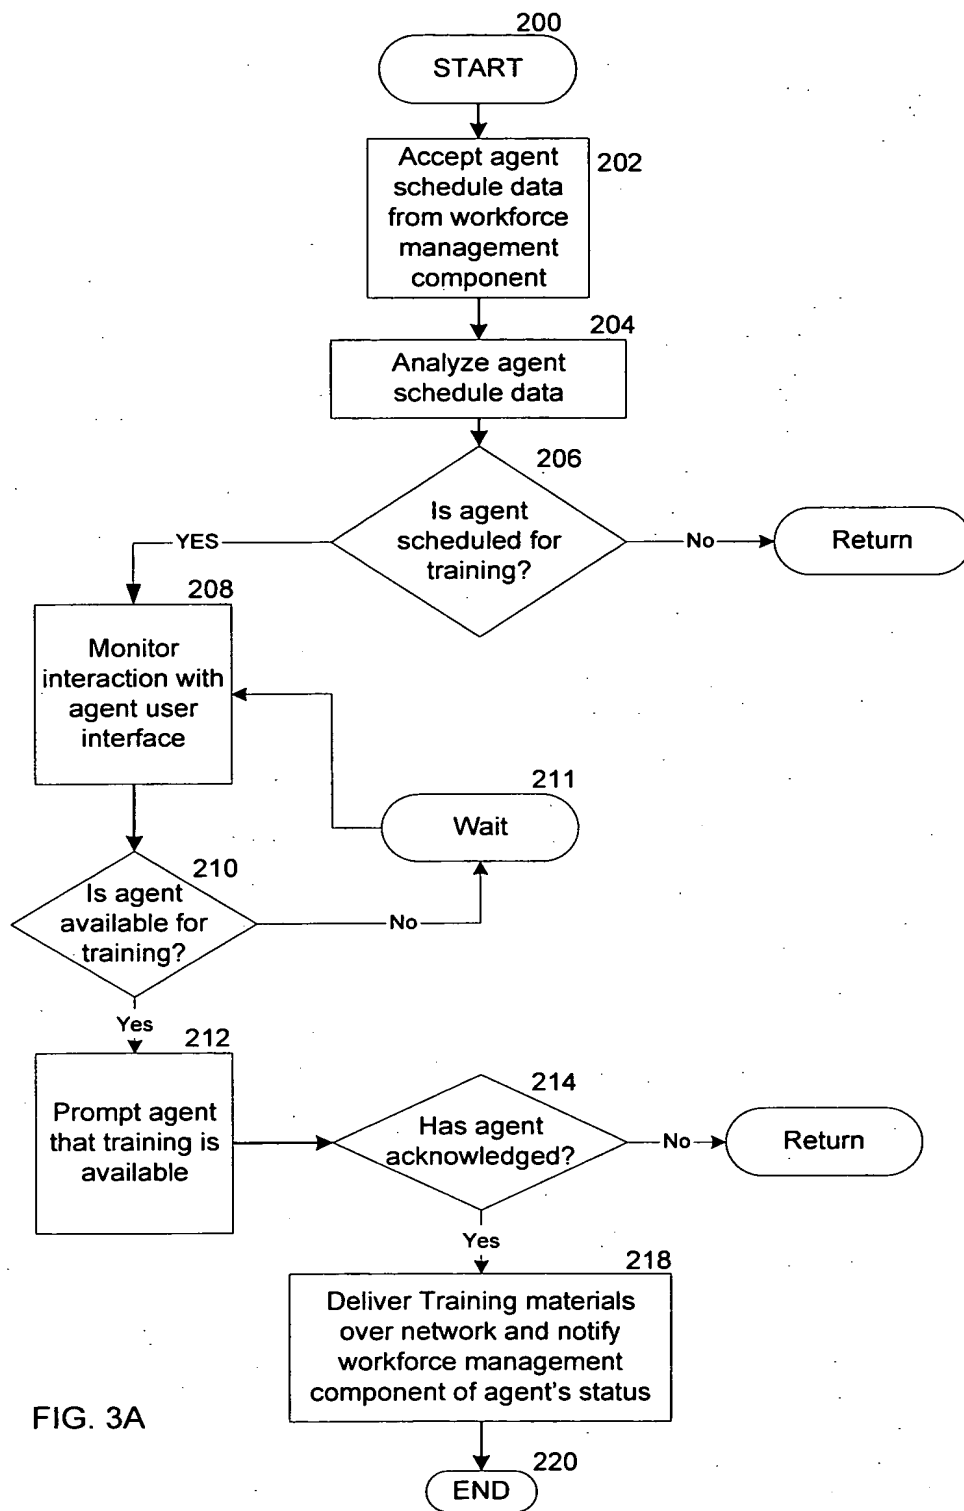 200
START
Accept agent
schedule data
from workforce
management
component
202
204
Analyze agent
schedule data
206
Is agent
scheduled for
training?
YES
No
Return
208
Monitor
interaction with
agent user
interface
211
Wait
210
Is agent
available for
training?
No
Yes
212
Prompt agent
that training is
available
214
Has agent
acknowledged?
No
Return
Yes
218
Deliver Training materials
over network and notify
workforce management
component of agent's status
FIG. 3A
220
END